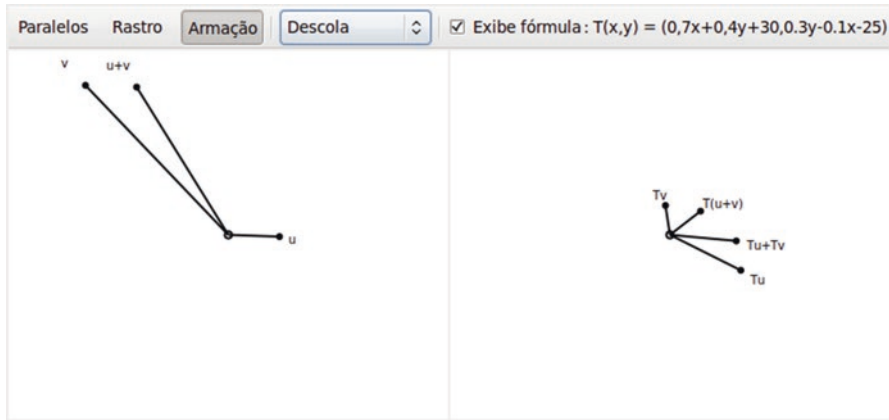 Paralelos Rastro Armação Descola Exibe fórmula: T(x,y) = (0,7x+0,4y+30,0.3y-0.1x-25)
v u+v
u
Tv
T(u+v)
Tu+Tv
Tu